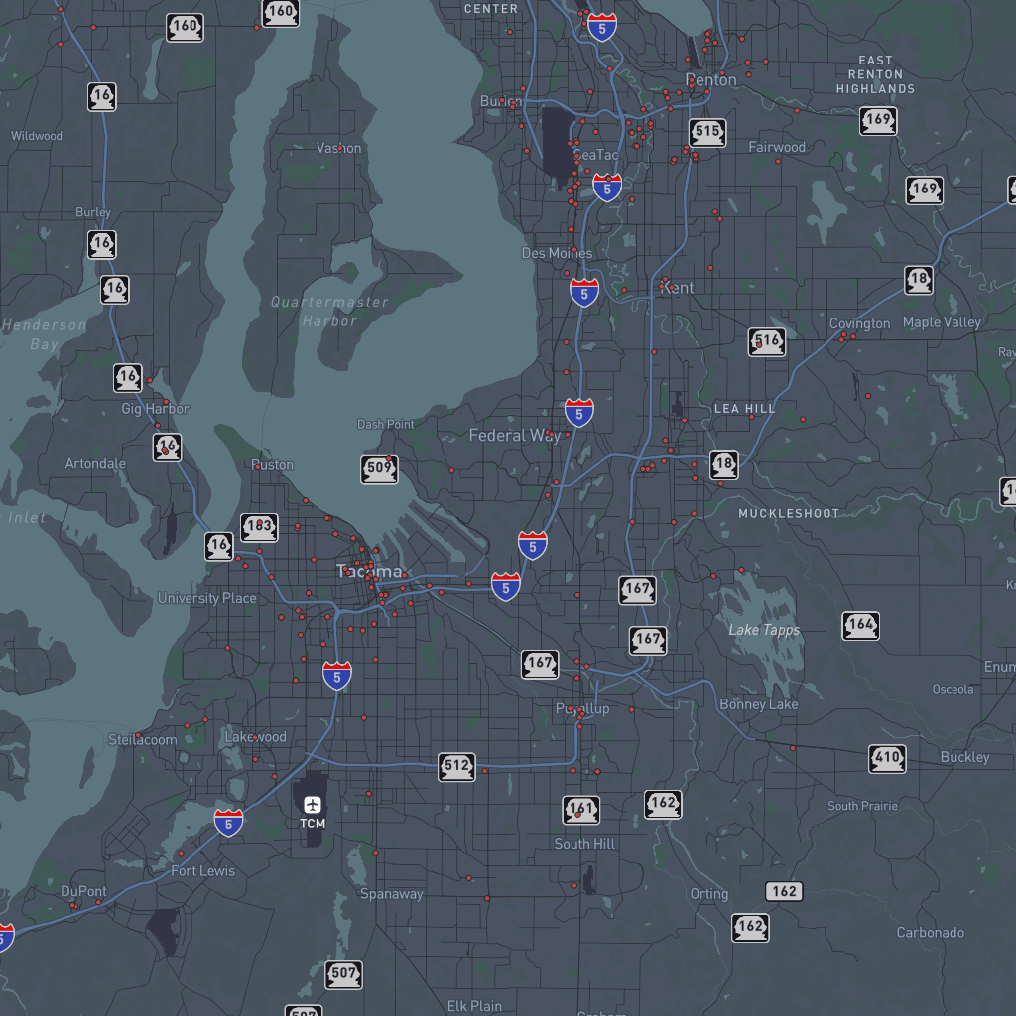 CENTER
160
160
5
EAST
RENTON
HIGHLANDS
Renton
16
Burien
169
Wildwood
515
Vashon
SeaTac
Fairwood
5
169
Burley
16
Des Moines
18
16
5
Kent
Quartermaster
Harbor
Henderson
Bay
Covington
Maple Valley
516
16
Gig Harbor
5
LEA HILL
Dash Point
Federal Way
16
Artondale
Ruston
509
18
Inlet
MUCKLESHOOT
183
16
5
Tacoma
5
167
University Place
164
Lake Tapps
167
167
5
Osceola
Puyallup
Bonney Lake
Steilacoom
Lakewood
512
410
Buckley
TCM
161
162
South Prairie
5
South Hill
Fort Lewis
DuPont
Spanaway
Orting
162
162
Carbonado
5
507
Elk Plain
507
Graham